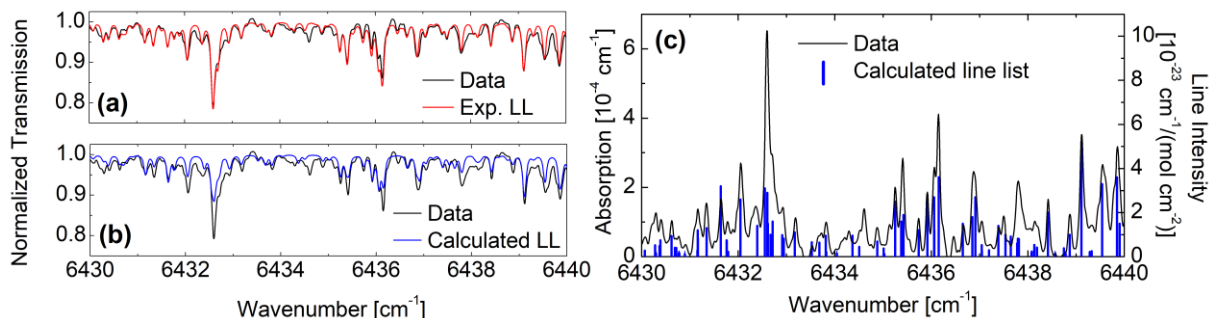 Normalized Transmission
1.0
0.9
0.8
(a)
Data
Exp. LL
1.0
0.9
0.8
(b)
Data
Calculated LL
6430 6432 6434 6436 6438 6440
Wavenumber [cm⁻¹]
(c)
Data
Calculated line list
Absorption [10⁻⁴ cm⁻¹]
6
4
2
0
10
8
6
4
2
0
Line Intensity
[10⁻²³ cm⁻¹/(mol cm⁻²)]
6430 6432 6434 6436 6438 6440
Wavenumber [cm⁻¹]